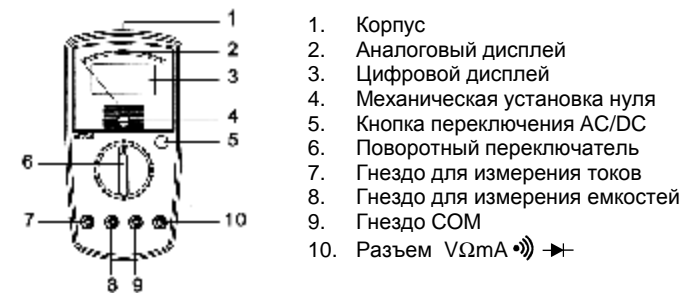 1
2
3
4
5
6
7
8
9
10
1. Корпус
2. Аналоговый дисплей
3. Цифровой дисплей
4. Механическая установка нуля
5. Кнопка переключения AC/DC
6. Поворотный переключатель
7. Гнездо для измерения токов
8. Гнездо для измерения емкостей
9. Гнездо COM
10. Разъем VΩmA